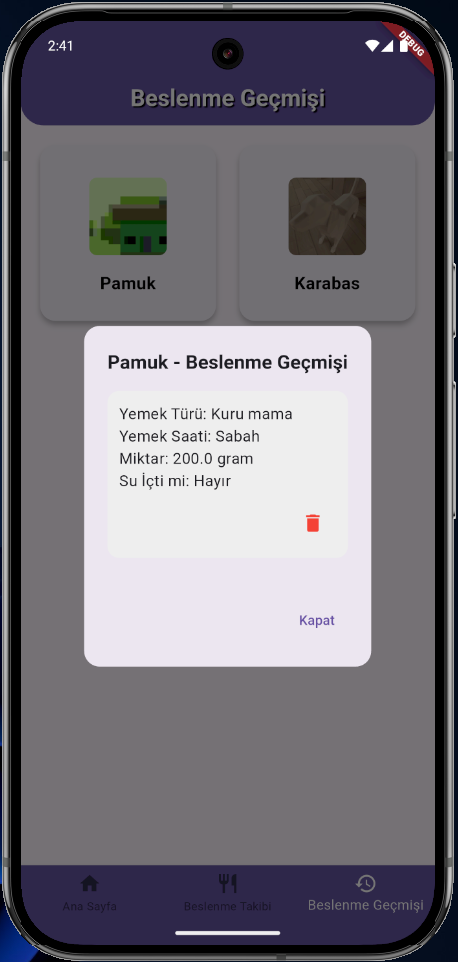 2:41
DEBUG
Beslenme Geçmişi
Pamuk
Karabas
Pamuk - Beslenme Geçmişi
Yemek Türü: Kuru mama
Yemek Saati: Sabah
Miktar: 200.0 gram
Su İçti mi: Hayır
Kapat
Ana Sayfa
Beslenme Takibi
Beslenme Geçmişi